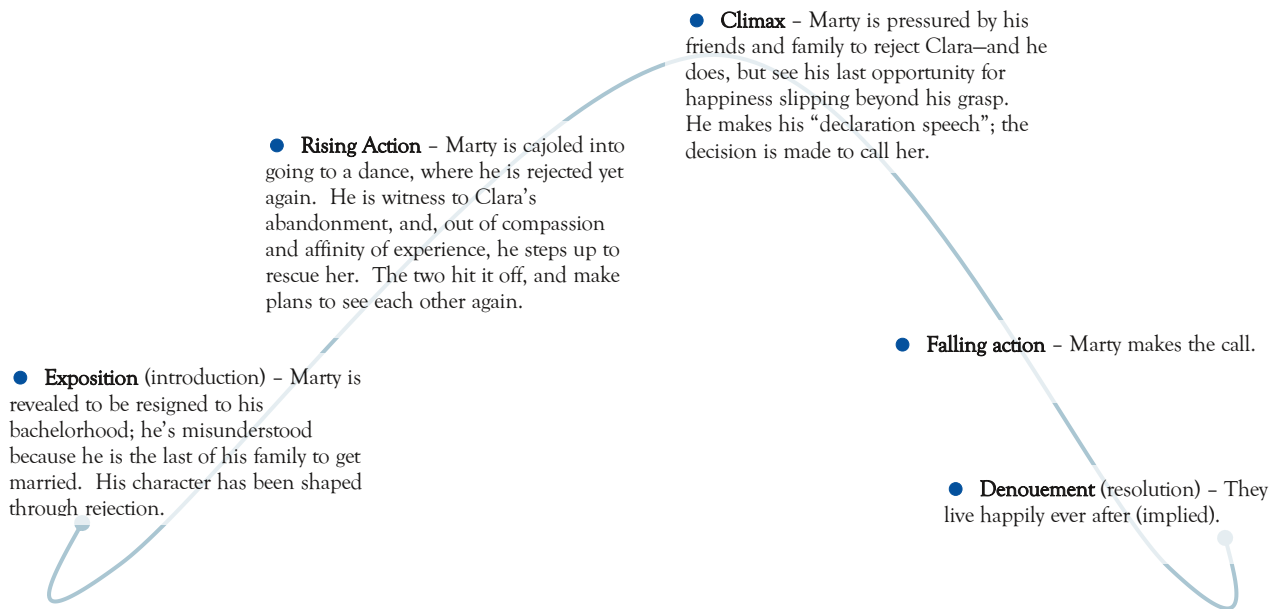 ● Exposition (introduction) – Marty is
revealed to be resigned to his
bachelorhood; he's misunderstood
because he is the last of his family to get
married.  His character has been shaped
through rejection.
● Rising Action – Marty is cajoled into
going to a dance, where he is rejected yet
again.  He is witness to Clara's
abandonment, and, out of compassion
and affinity of experience, he steps up to
rescue her.  The two hit it off, and make
plans to see each other again.
● Climax – Marty is pressured by his
friends and family to reject Clara—and he
does, but see his last opportunity for
happiness slipping beyond his grasp.
He makes his “declaration speech”; the
decision is made to call her.
● Falling action – Marty makes the call.
● Denouement (resolution) – They
live happily ever after (implied).